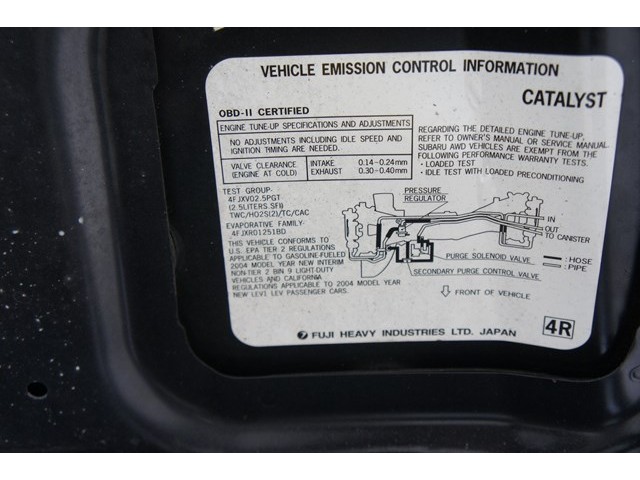 VEHICLE EMISSION CONTROL INFORMATION
CATALYST
OBD-II CERTIFIED
ENGINE TUNE-UP SPECIFICATIONS AND ADJUSTMENTS
NO ADJUSTMENTS INCLUDING IDLE SPEED AND
IGNITION TIMING ARE NEEDED.
VALVE CLEARANCE INTAKE 0.14-0.24mm
(ENGINE AT COLD) EXHAUST 0.30-0.40mm
REGARDING THE DETAILED ENGINE TUNE-UP,
REFER TO OWNER'S MANUAL OR SERVICE MANUAL.
SUBARU AWD VEHICLES ARE EXEMPT FROM THE
FOLLOWING PERFORMANCE WARRANTY TESTS.
• LOADED TEST
• IDLE TEST WITH LOADED PRECONDITIONING
TEST GROUP-
4FJXV02.5PGT
(2.5LITERS,SFI)
TWC/HO2S(2)/TC/CAC
EVAPORATIVE FAMILY-
4FJXR01251BD
THIS VEHICLE CONFORMS TO
U.S. EPA TIER 2 REGULATIONS
APPLICABLE TO GASOLINE-FUELED
2004 MODEL YEAR NEW INTERIM
NON-TIER 2 BIN 9 LIGHT-DUTY
VEHICLES AND CALIFORNIA
REGULATIONS APPLICABLE TO 2004 MODEL YEAR
NEW LEV1 LEV PASSENGER CARS.
PRESSURE
REGULATOR
IN
OUT
TO CANISTER
PURGE SOLENOID VALVE
SECONDARY PURGE CONTROL VALVE
:HOSE
:PIPE
FRONT OF VEHICLE
FUJI HEAVY INDUSTRIES LTD. JAPAN
4R